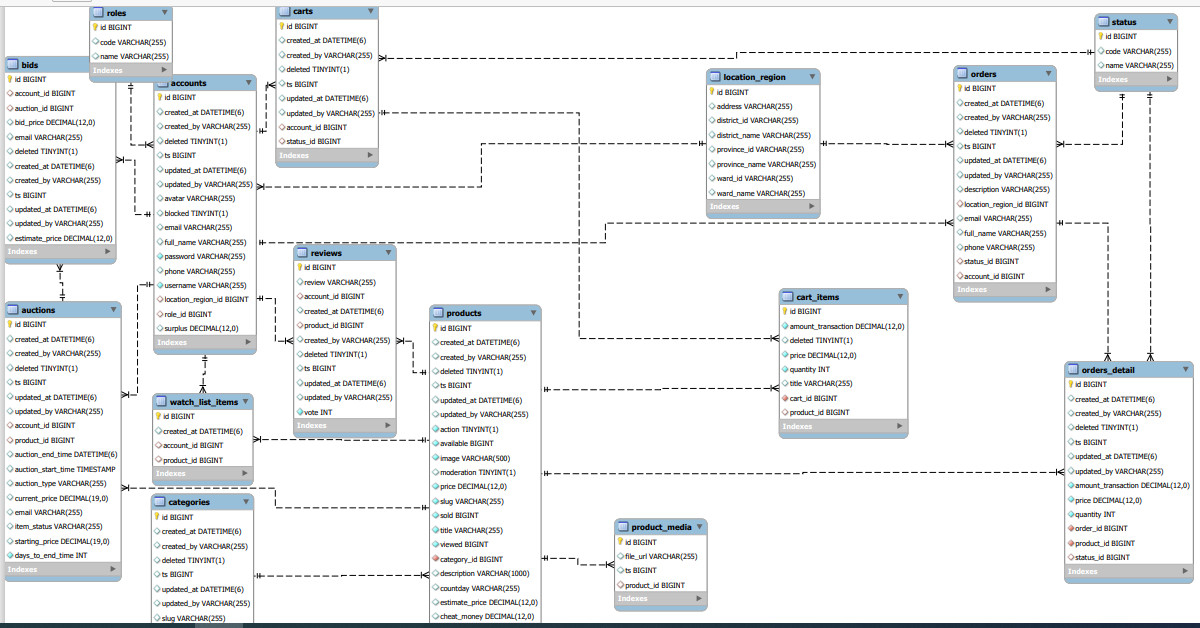 roles
id BIGINT
code VARCHAR(255)
name VARCHAR(255)
Indexes
bids
id BIGINT
account_id BIGINT
auction_id BIGINT
bid_price DECIMAL(12,0)
email VARCHAR(255)
deleted TINYINT(1)
created_at DATETIME(6)
created_by VARCHAR(255)
ts BIGINT
updated_at DATETIME(6)
updated_by VARCHAR(255)
estimate_price DECIMAL(12,0)
Indexes
accounts
id BIGINT
created_at DATETIME(6)
created_by VARCHAR(255)
deleted TINYINT(1)
ts BIGINT
updated_at DATETIME(6)
updated_by VARCHAR(255)
avatar VARCHAR(255)
blocked TINYINT(1)
email VARCHAR(255)
full_name VARCHAR(255)
password VARCHAR(255)
phone VARCHAR(255)
username VARCHAR(255)
location_region_id BIGINT
role_id BIGINT
surplus DECIMAL(12,0)
Indexes
carts
id BIGINT
created_at DATETIME(6)
created_by VARCHAR(255)
deleted TINYINT(1)
ts BIGINT
updated_at DATETIME(6)
updated_by VARCHAR(255)
account_id BIGINT
status_id BIGINT
Indexes
location_region
id BIGINT
address VARCHAR(255)
district_id VARCHAR(255)
district_name VARCHAR(255)
province_id VARCHAR(255)
province_name VARCHAR(255)
ward_id VARCHAR(255)
ward_name VARCHAR(255)
Indexes
orders
id BIGINT
created_at DATETIME(6)
created_by VARCHAR(255)
deleted TINYINT(1)
ts BIGINT
updated_at DATETIME(6)
updated_by VARCHAR(255)
description VARCHAR(255)
location_region_id BIGINT
email VARCHAR(255)
full_name VARCHAR(255)
phone VARCHAR(255)
status_id BIGINT
account_id BIGINT
Indexes
status
id BIGINT
code VARCHAR(255)
name VARCHAR(255)
Indexes
auctions
id BIGINT
created_at DATETIME(6)
created_by VARCHAR(255)
deleted TINYINT(1)
ts BIGINT
updated_at DATETIME(6)
updated_by VARCHAR(255)
account_id BIGINT
product_id BIGINT
auction_end_time DATETIME(6)
auction_start_time TIMESTAMP
auction_type VARCHAR(255)
current_price DECIMAL(19,0)
email VARCHAR(255)
item_status VARCHAR(255)
starting_price DECIMAL(19,0)
days_to_end_time INT
Indexes
watch_list_items
id BIGINT
created_at DATETIME(6)
account_id BIGINT
product_id BIGINT
Indexes
categories
id BIGINT
created_at DATETIME(6)
created_by VARCHAR(255)
deleted TINYINT(1)
ts BIGINT
updated_at DATETIME(6)
updated_by VARCHAR(255)
slug VARCHAR(255)
reviews
id BIGINT
review VARCHAR(255)
account_id BIGINT
created_at DATETIME(6)
product_id BIGINT
created_by VARCHAR(255)
deleted TINYINT(1)
ts BIGINT
updated_at DATETIME(6)
updated_by VARCHAR(255)
vote INT
Indexes
products
id BIGINT
created_at DATETIME(6)
created_by VARCHAR(255)
deleted TINYINT(1)
ts BIGINT
updated_at DATETIME(6)
updated_by VARCHAR(255)
action TINYINT(1)
available BIGINT
image VARCHAR(500)
moderation TINYINT(1)
price DECIMAL(12,0)
slug VARCHAR(255)
sold BIGINT
title VARCHAR(255)
viewed BIGINT
category_id BIGINT
description VARCHAR(1000)
countday VARCHAR(255)
estimate_price DECIMAL(12,0)
cheat_money DECIMAL(12,0)
product_media
id BIGINT
file_url VARCHAR(255)
ts BIGINT
product_id BIGINT
Indexes
cart_items
id BIGINT
amount_transaction DECIMAL(12,0)
deleted TINYINT(1)
price DECIMAL(12,0)
quantity INT
title VARCHAR(255)
cart_id BIGINT
product_id BIGINT
Indexes
orders_detail
id BIGINT
created_at DATETIME(6)
created_by VARCHAR(255)
deleted TINYINT(1)
ts BIGINT
updated_at DATETIME(6)
updated_by VARCHAR(255)
amount_transaction DECIMAL(12,0)
price DECIMAL(12,0)
quantity INT
order_id BIGINT
product_id BIGINT
status_id BIGINT
Indexes